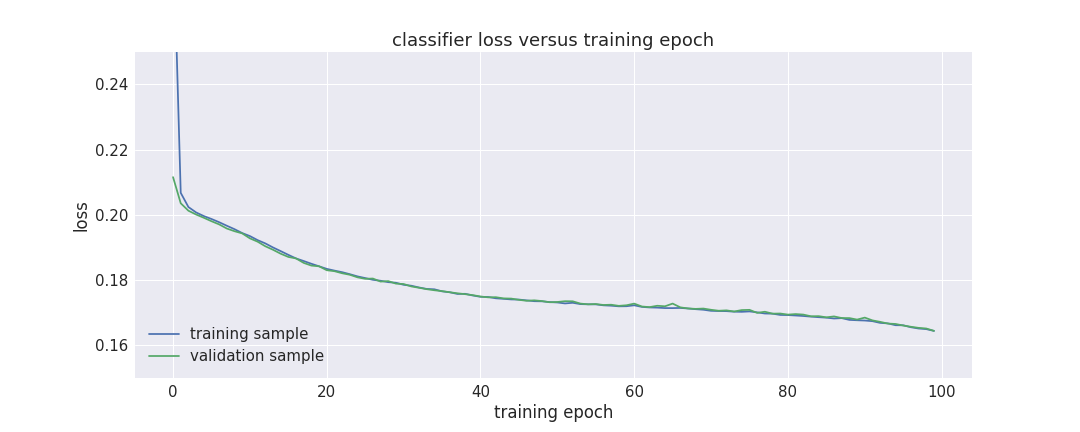 classifier loss versus training epoch
0.24
0.22
0.20
0.18
0.16
loss
training sample
validation sample
0
20
40
60
80
100
training epoch